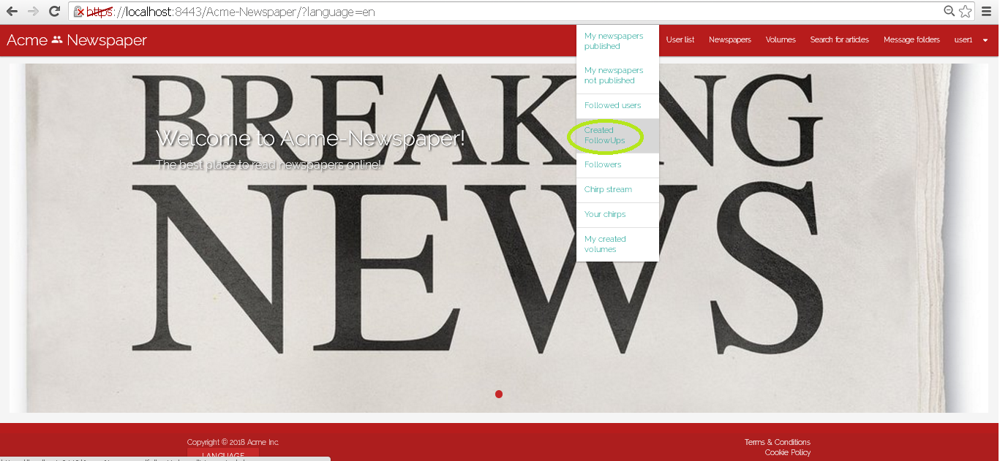 https://localhost:8443/Acme-Newspaper/?language=en
Acme Newspaper
User list
Newspapers
Volumes
Search for articles
Message folders
user1
My newspapers
published
My newspapers
not published
Followed users
Created
FollowUps
Followers
Chirp stream
Your chirps
My created
volumes
BREAKING
NEWS
Welcome to Acme-Newspaper!
The best place to read newspapers online!
Copyright © 2018 Acme Inc.
LANGUAGE
Terms & Conditions
Cookie Policy